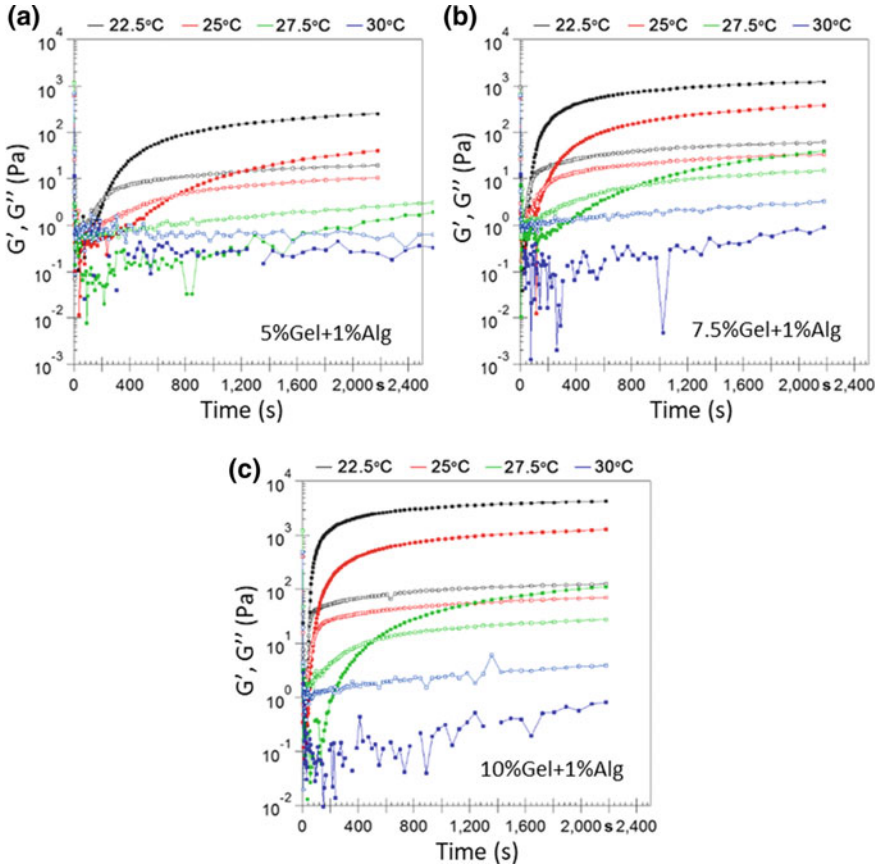 (a)
22.5°C 25°C 27.5°C 30°C
G′, G′′ (Pa)
10⁴
10³
10²
10¹
10⁰
10⁻¹
10⁻²
10⁻³
5%Gel+1%Alg
0 400 800 1,200 1,600 2,000 s 2,400
Time (s)
(b)
22.5°C 25°C 27.5°C 30°C
G′, G′′ (Pa)
10⁴
10³
10²
10¹
10⁰
10⁻¹
10⁻²
10⁻³
7.5%Gel+1%Alg
0 400 800 1,200 1,600 2,000 s 2,400
Time (s)
(c)
22.5°C 25°C 27.5°C 30°C
G′, G′′ (Pa)
10⁴
10³
10²
10¹
10⁰
10⁻¹
10⁻²
10%Gel+1%Alg
0 400 800 1,200 1,600 2,000 s 2,400
Time (s)